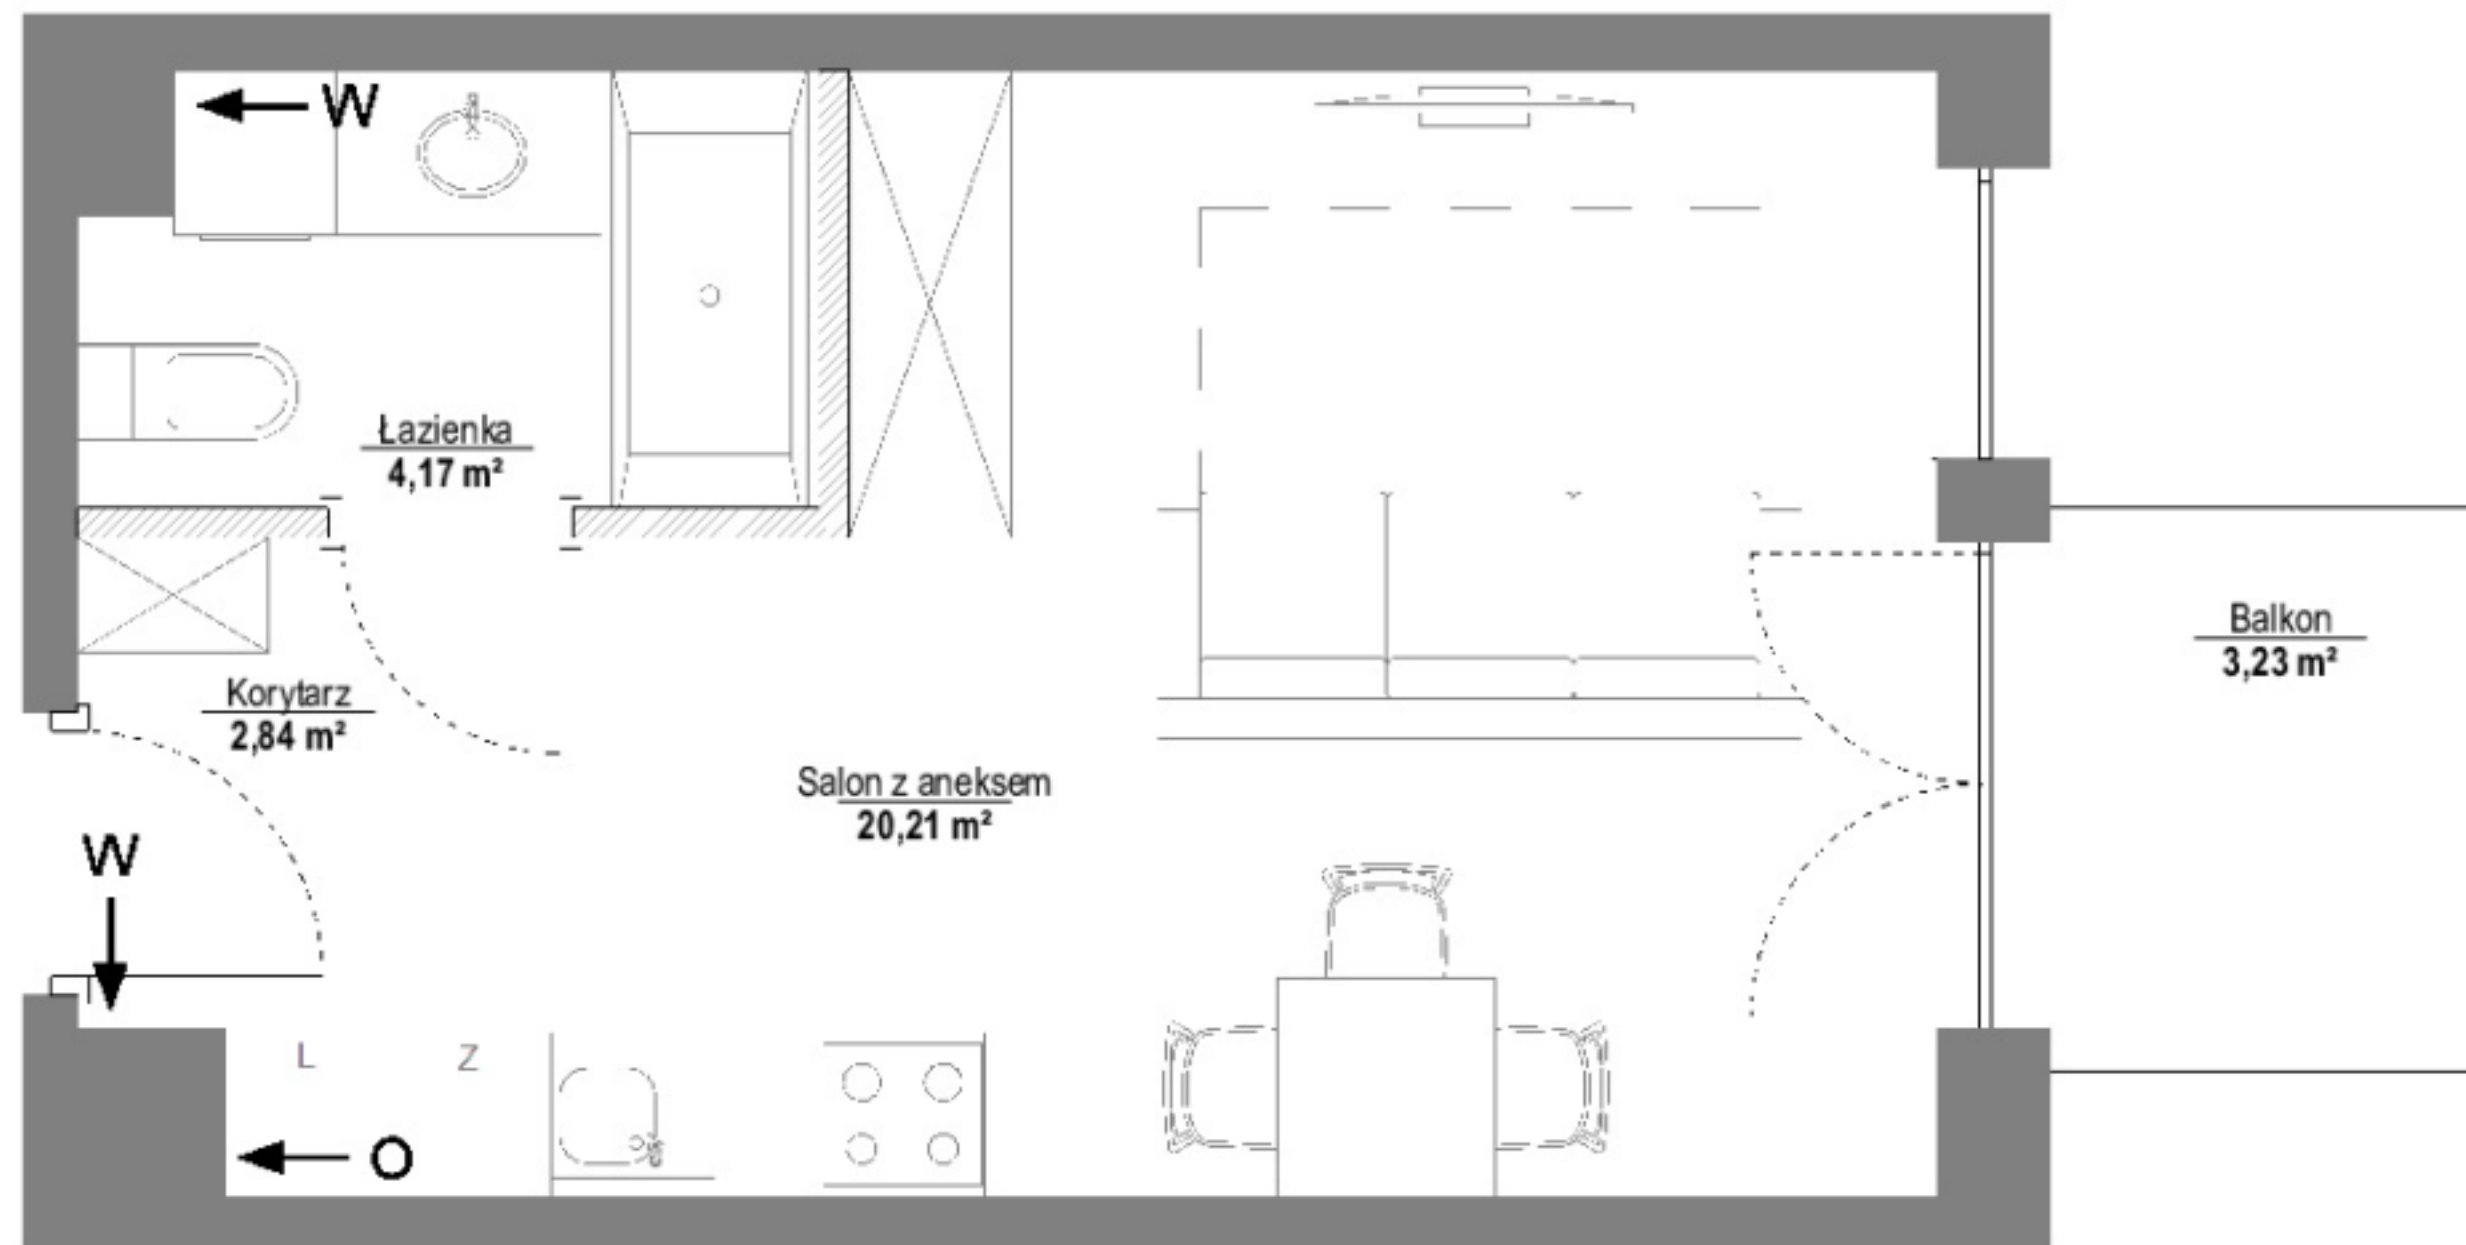 W
Łazienka
4,17 m²
Korytarz
2,84 m²
Balkon
3,23 m²
Salon z aneksem
20,21 m²
W
L
Z
O